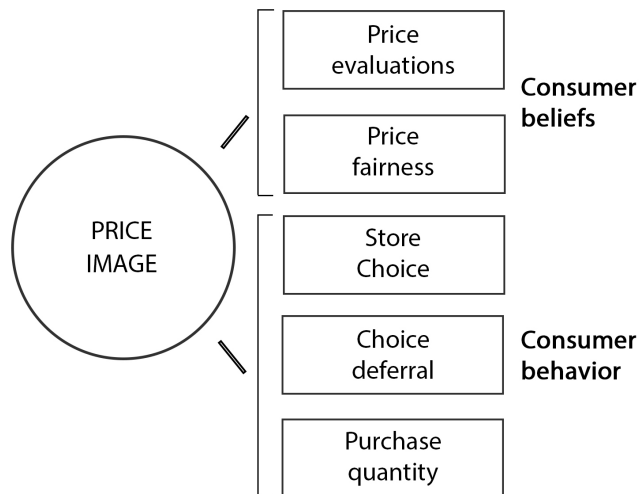 PRICE
IMAGE
Price
evaluations
Price
fairness
Consumer
beliefs
Store
Choice
Choice
deferral
Purchase
quantity
Consumer
behavior